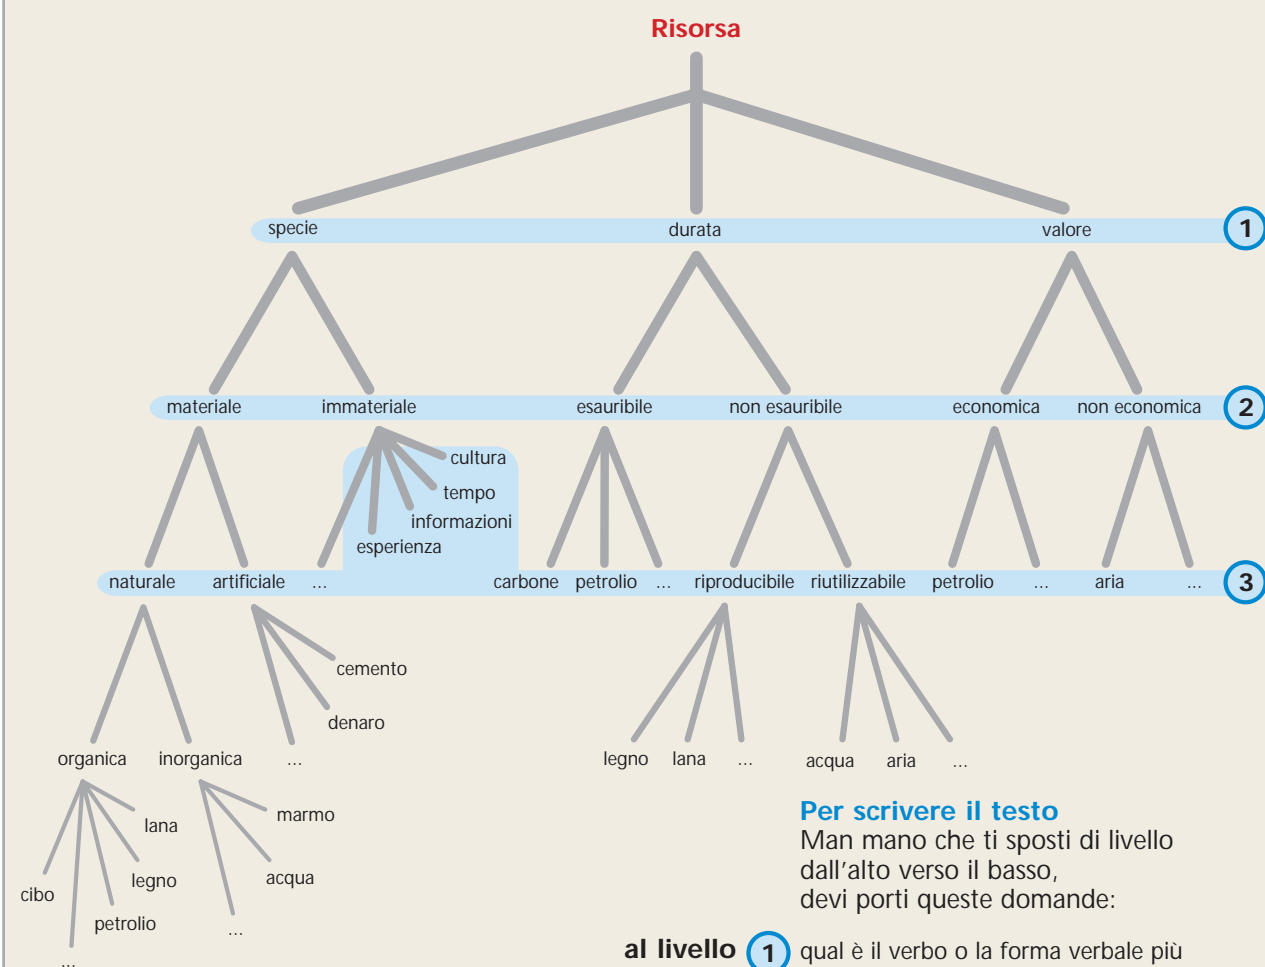 Risorsa
specie durata valore 1
materiale immateriale esauribile non esauribile economica non economica 2
cultura
tempo
informazioni
esperienza
naturale artificiale ... carbone petrolio ... riproducibile riutilizzabile petrolio ... aria ... 3
cemento
denaro
organica inorganica ... legno lana ... acqua aria ...
lana marmo
legno acqua
cibo
petrolio ...
...
Per scrivere il testo
Man mano che ti sposti di livello
dall'alto verso il basso,
devi porti queste domande:
al livello 1 qual è il verbo o la forma verbale più